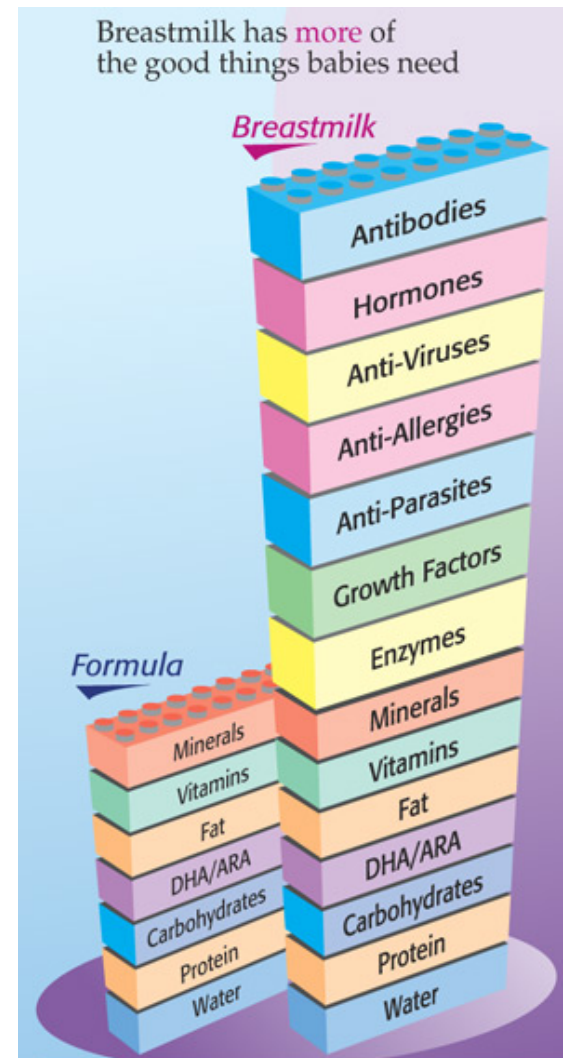 Breastmilk has more of
the good things babies need
Breastmilk
Antibodies
Hormones
Anti-Viruses
Anti-Allergies
Anti-Parasites
Growth Factors
Enzymes
Minerals
Vitamins
Fat
DHA/ARA
Carbohydrates
Protein
Water
Formula
Minerals
Vitamins
Fat
DHA/ARA
Carbohydrates
Protein
Water